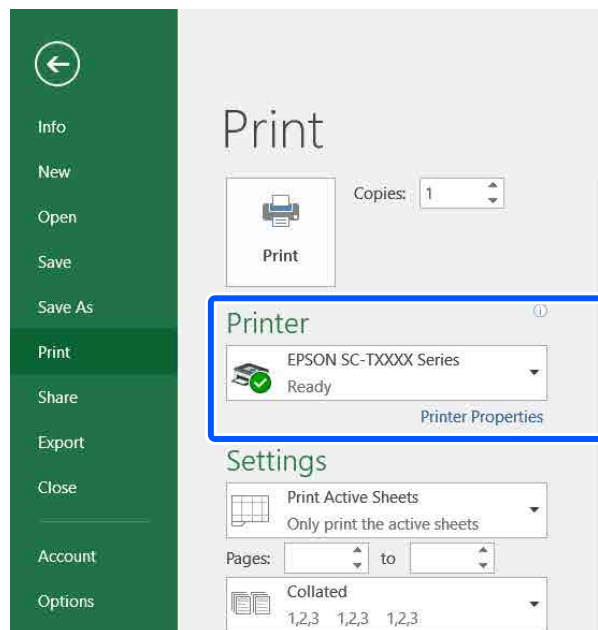 Info
New
Open
Save
Save As
Print
Share
Export
Close
Account
Options
Print
Copies: 1
Print
Printer
EPSON SC-TXXXX Series
Ready
Printer Properties
Settings
Print Active Sheets
Only print the active sheets
Pages: to
Collated
1,2,3 1,2,3 1,2,3